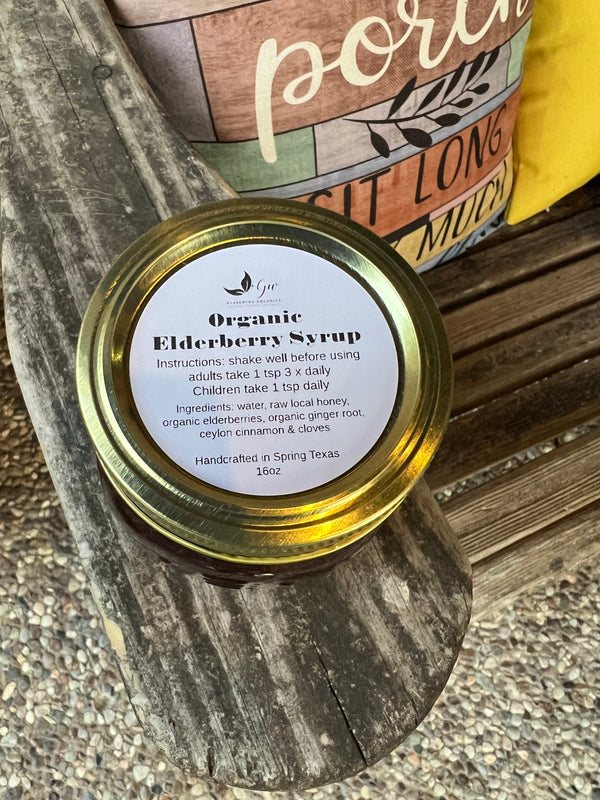 porch
SIT LONG
MUCH
Gw
Organic
Elderberry Syrup
Instructions: shake well before using
adults take 1 tsp 3 x daily
Children take 1 tsp daily
Ingredients: water, raw local honey,
organic elderberries, organic ginger root,
ceylon cinnamon & cloves
Handcrafted in Spring Texas
16oz